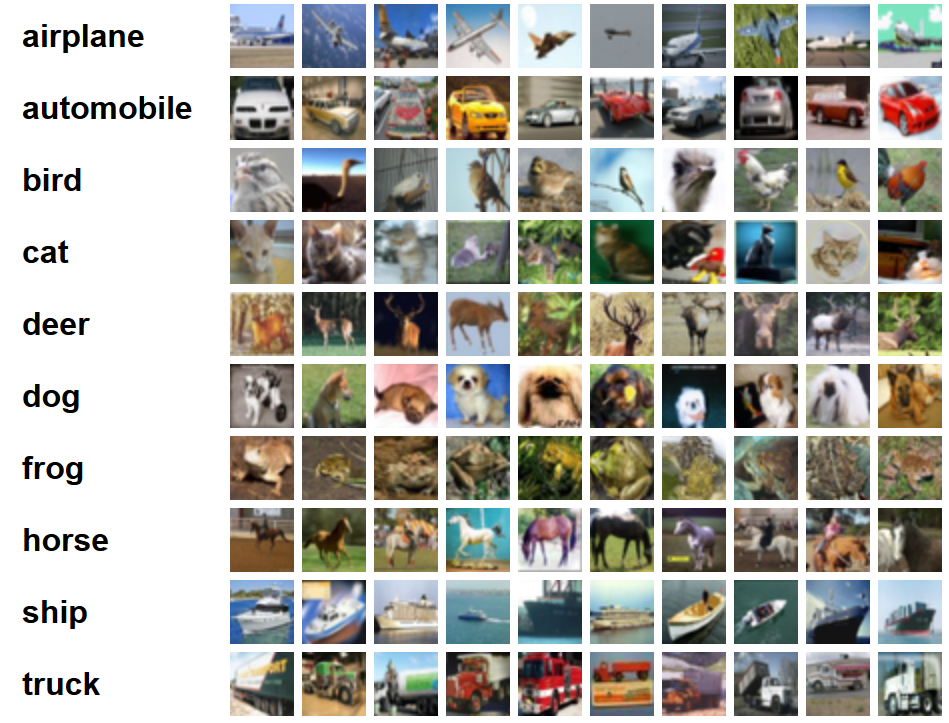 airplane
automobile
bird
cat
deer
dog
frog
horse
ship
truck